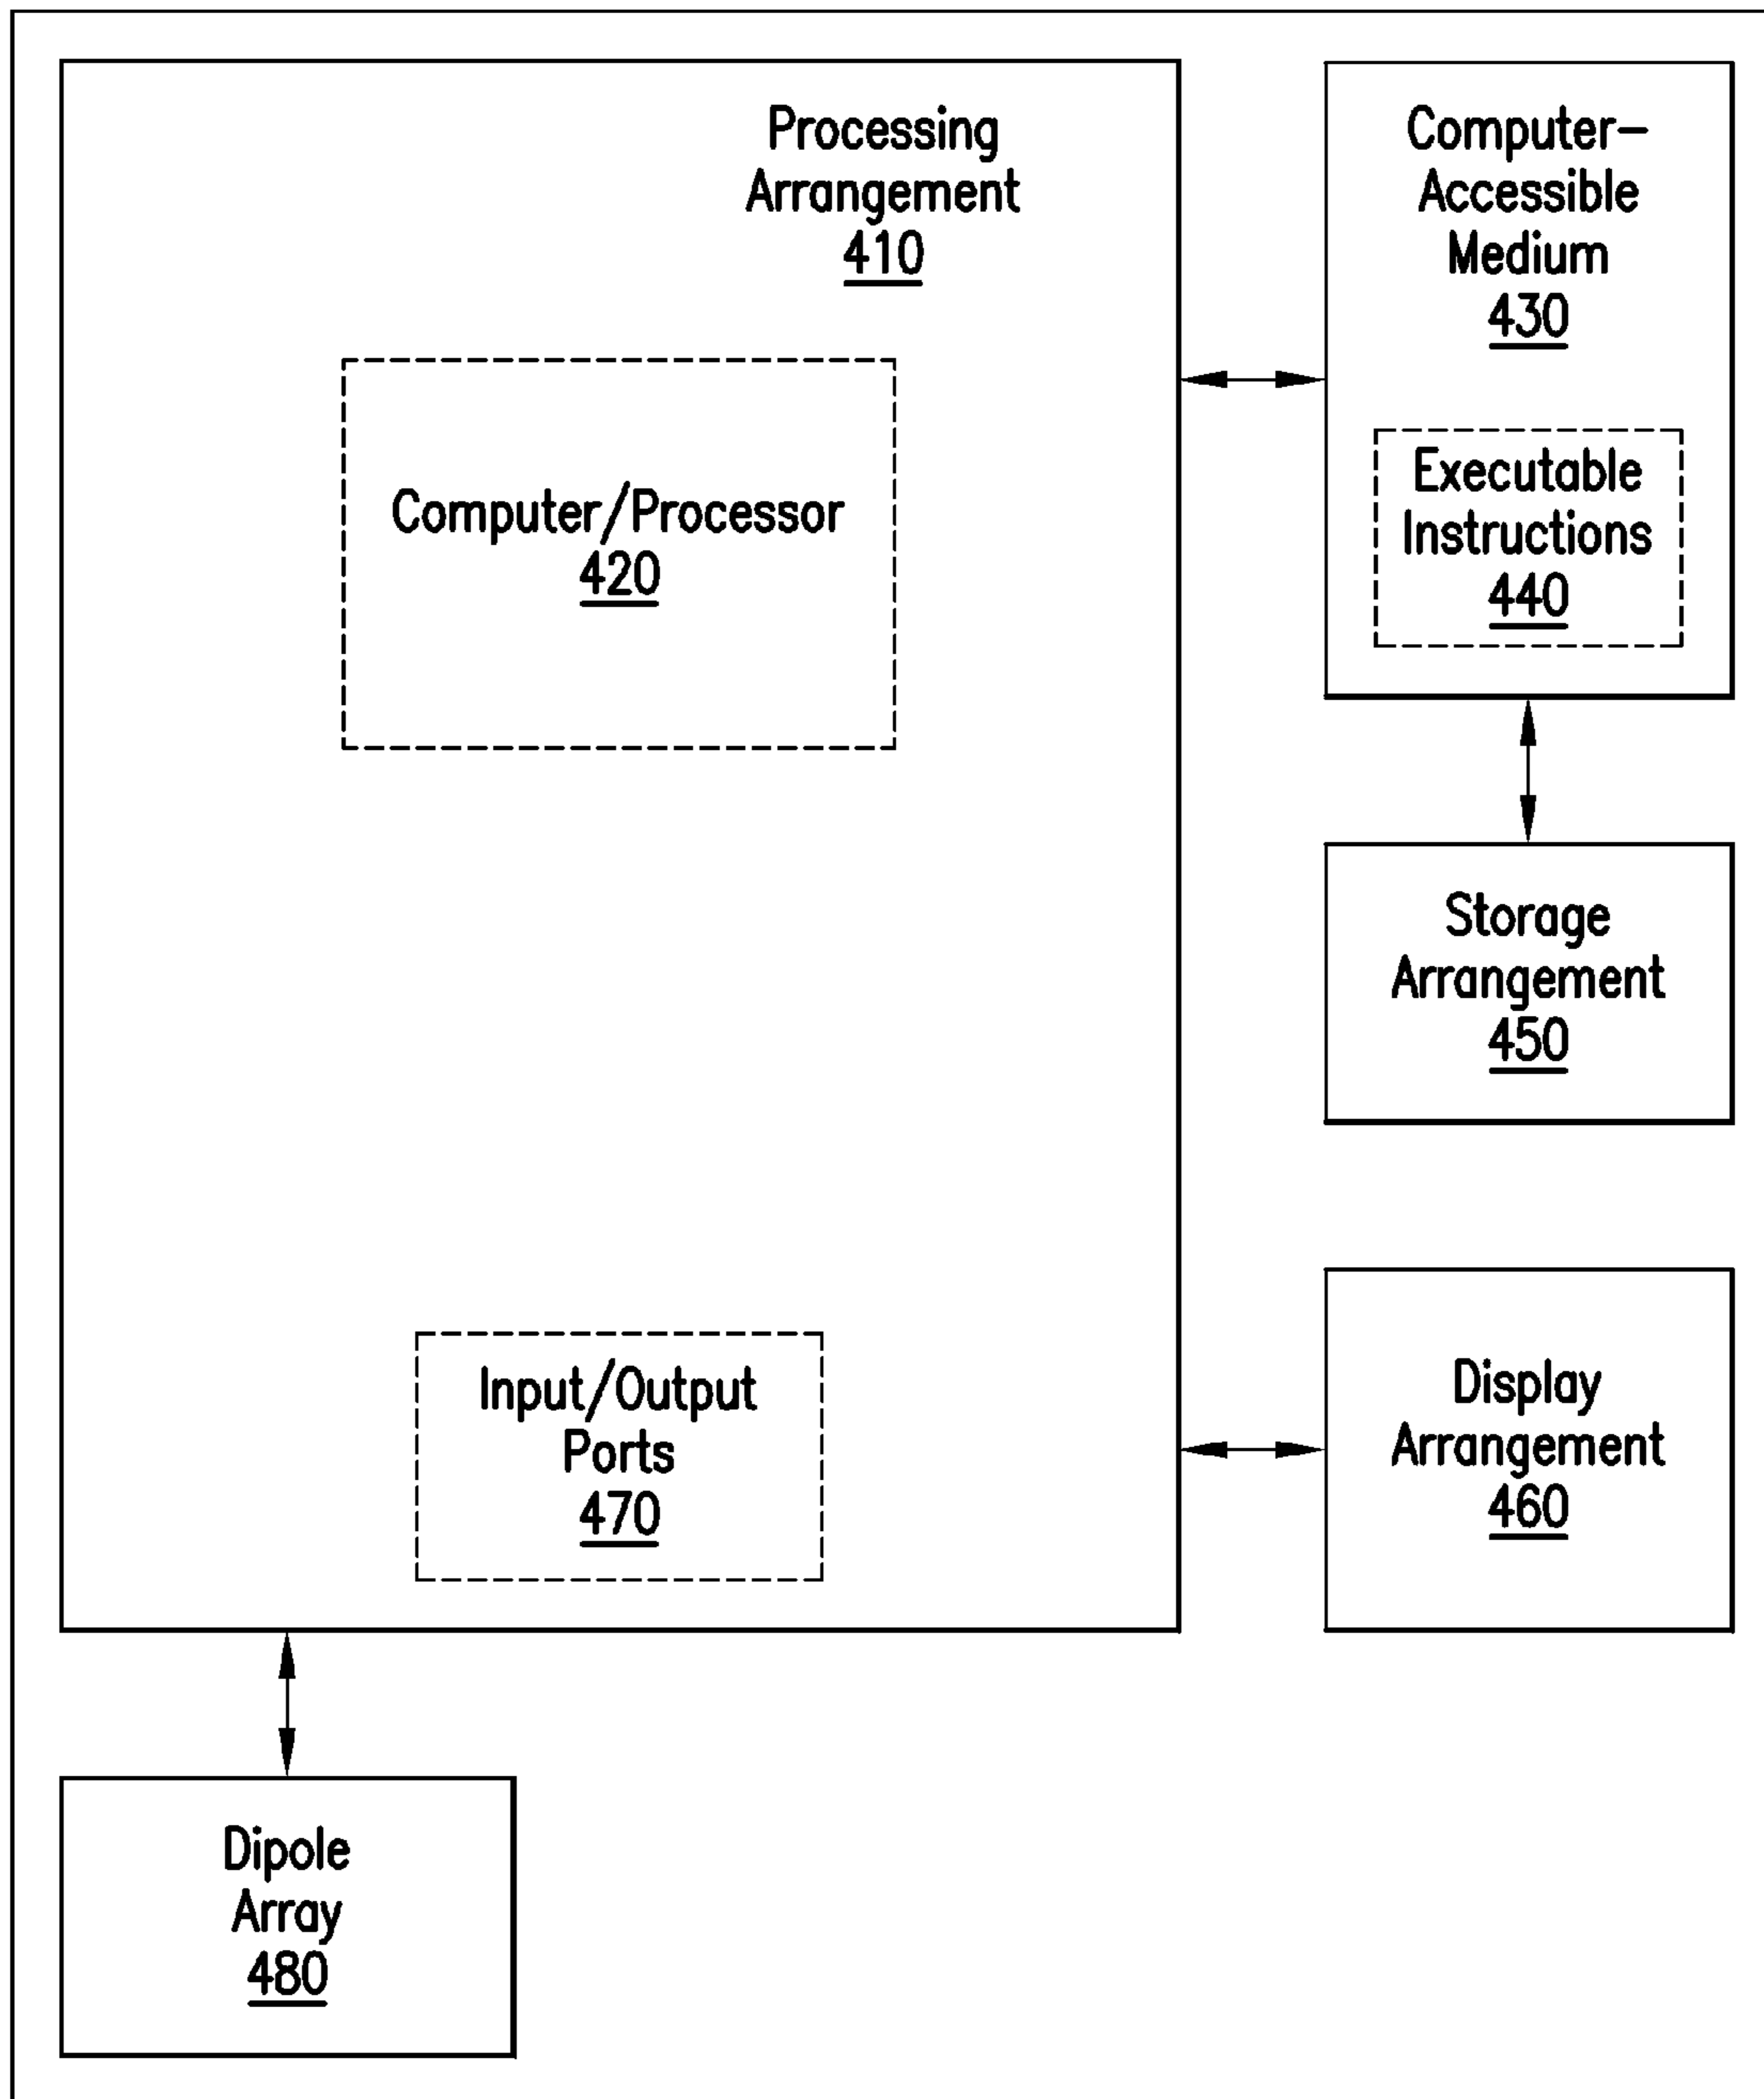 Processing
Arrangement
410
Computer-
Accessible
Medium
430
Computer/Processor
420
Executable
Instructions
440
Storage
Arrangement
450
Input/Output
Ports
470
Display
Arrangement
460
Dipole
Array
480